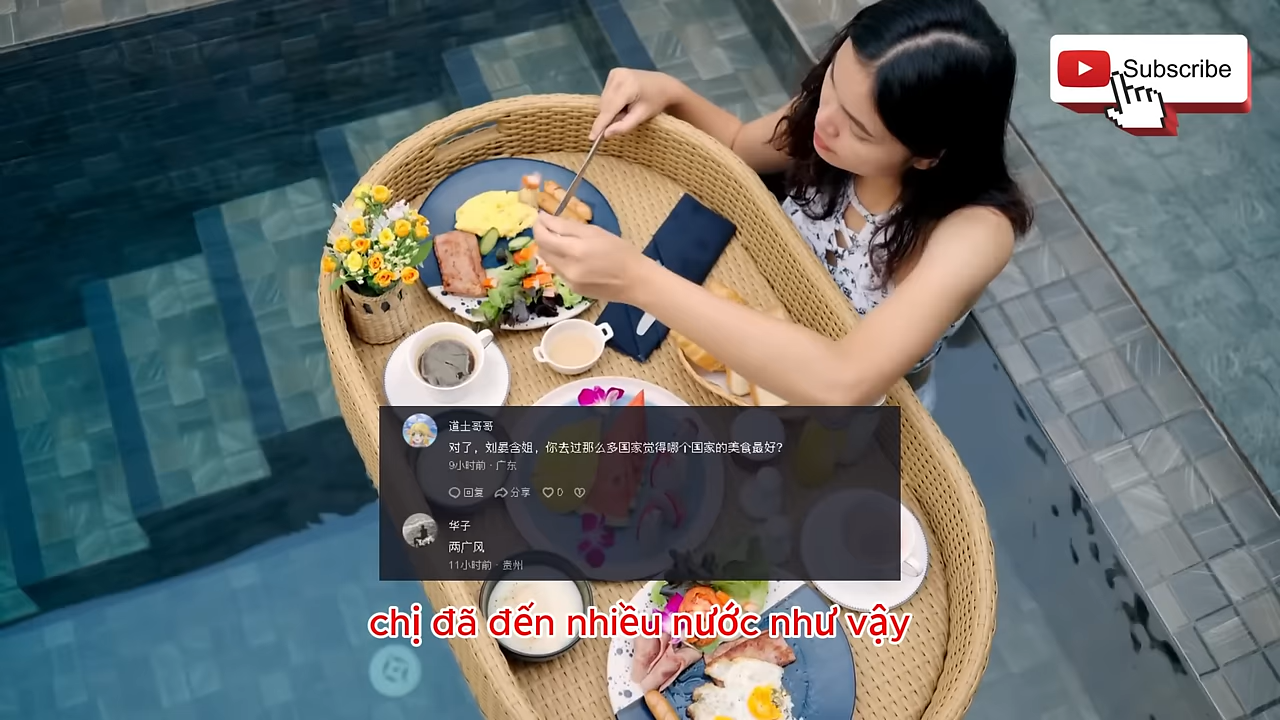 Subscribe
道士哥哥
对了，刘晏含姐，你去过那么多国家觉得哪个国家的美食最好？
9小时前 · 广东
回复 分享 0
华子
两广风
11小时前 · 贵州
chị đã đến nhiều nước như vậy